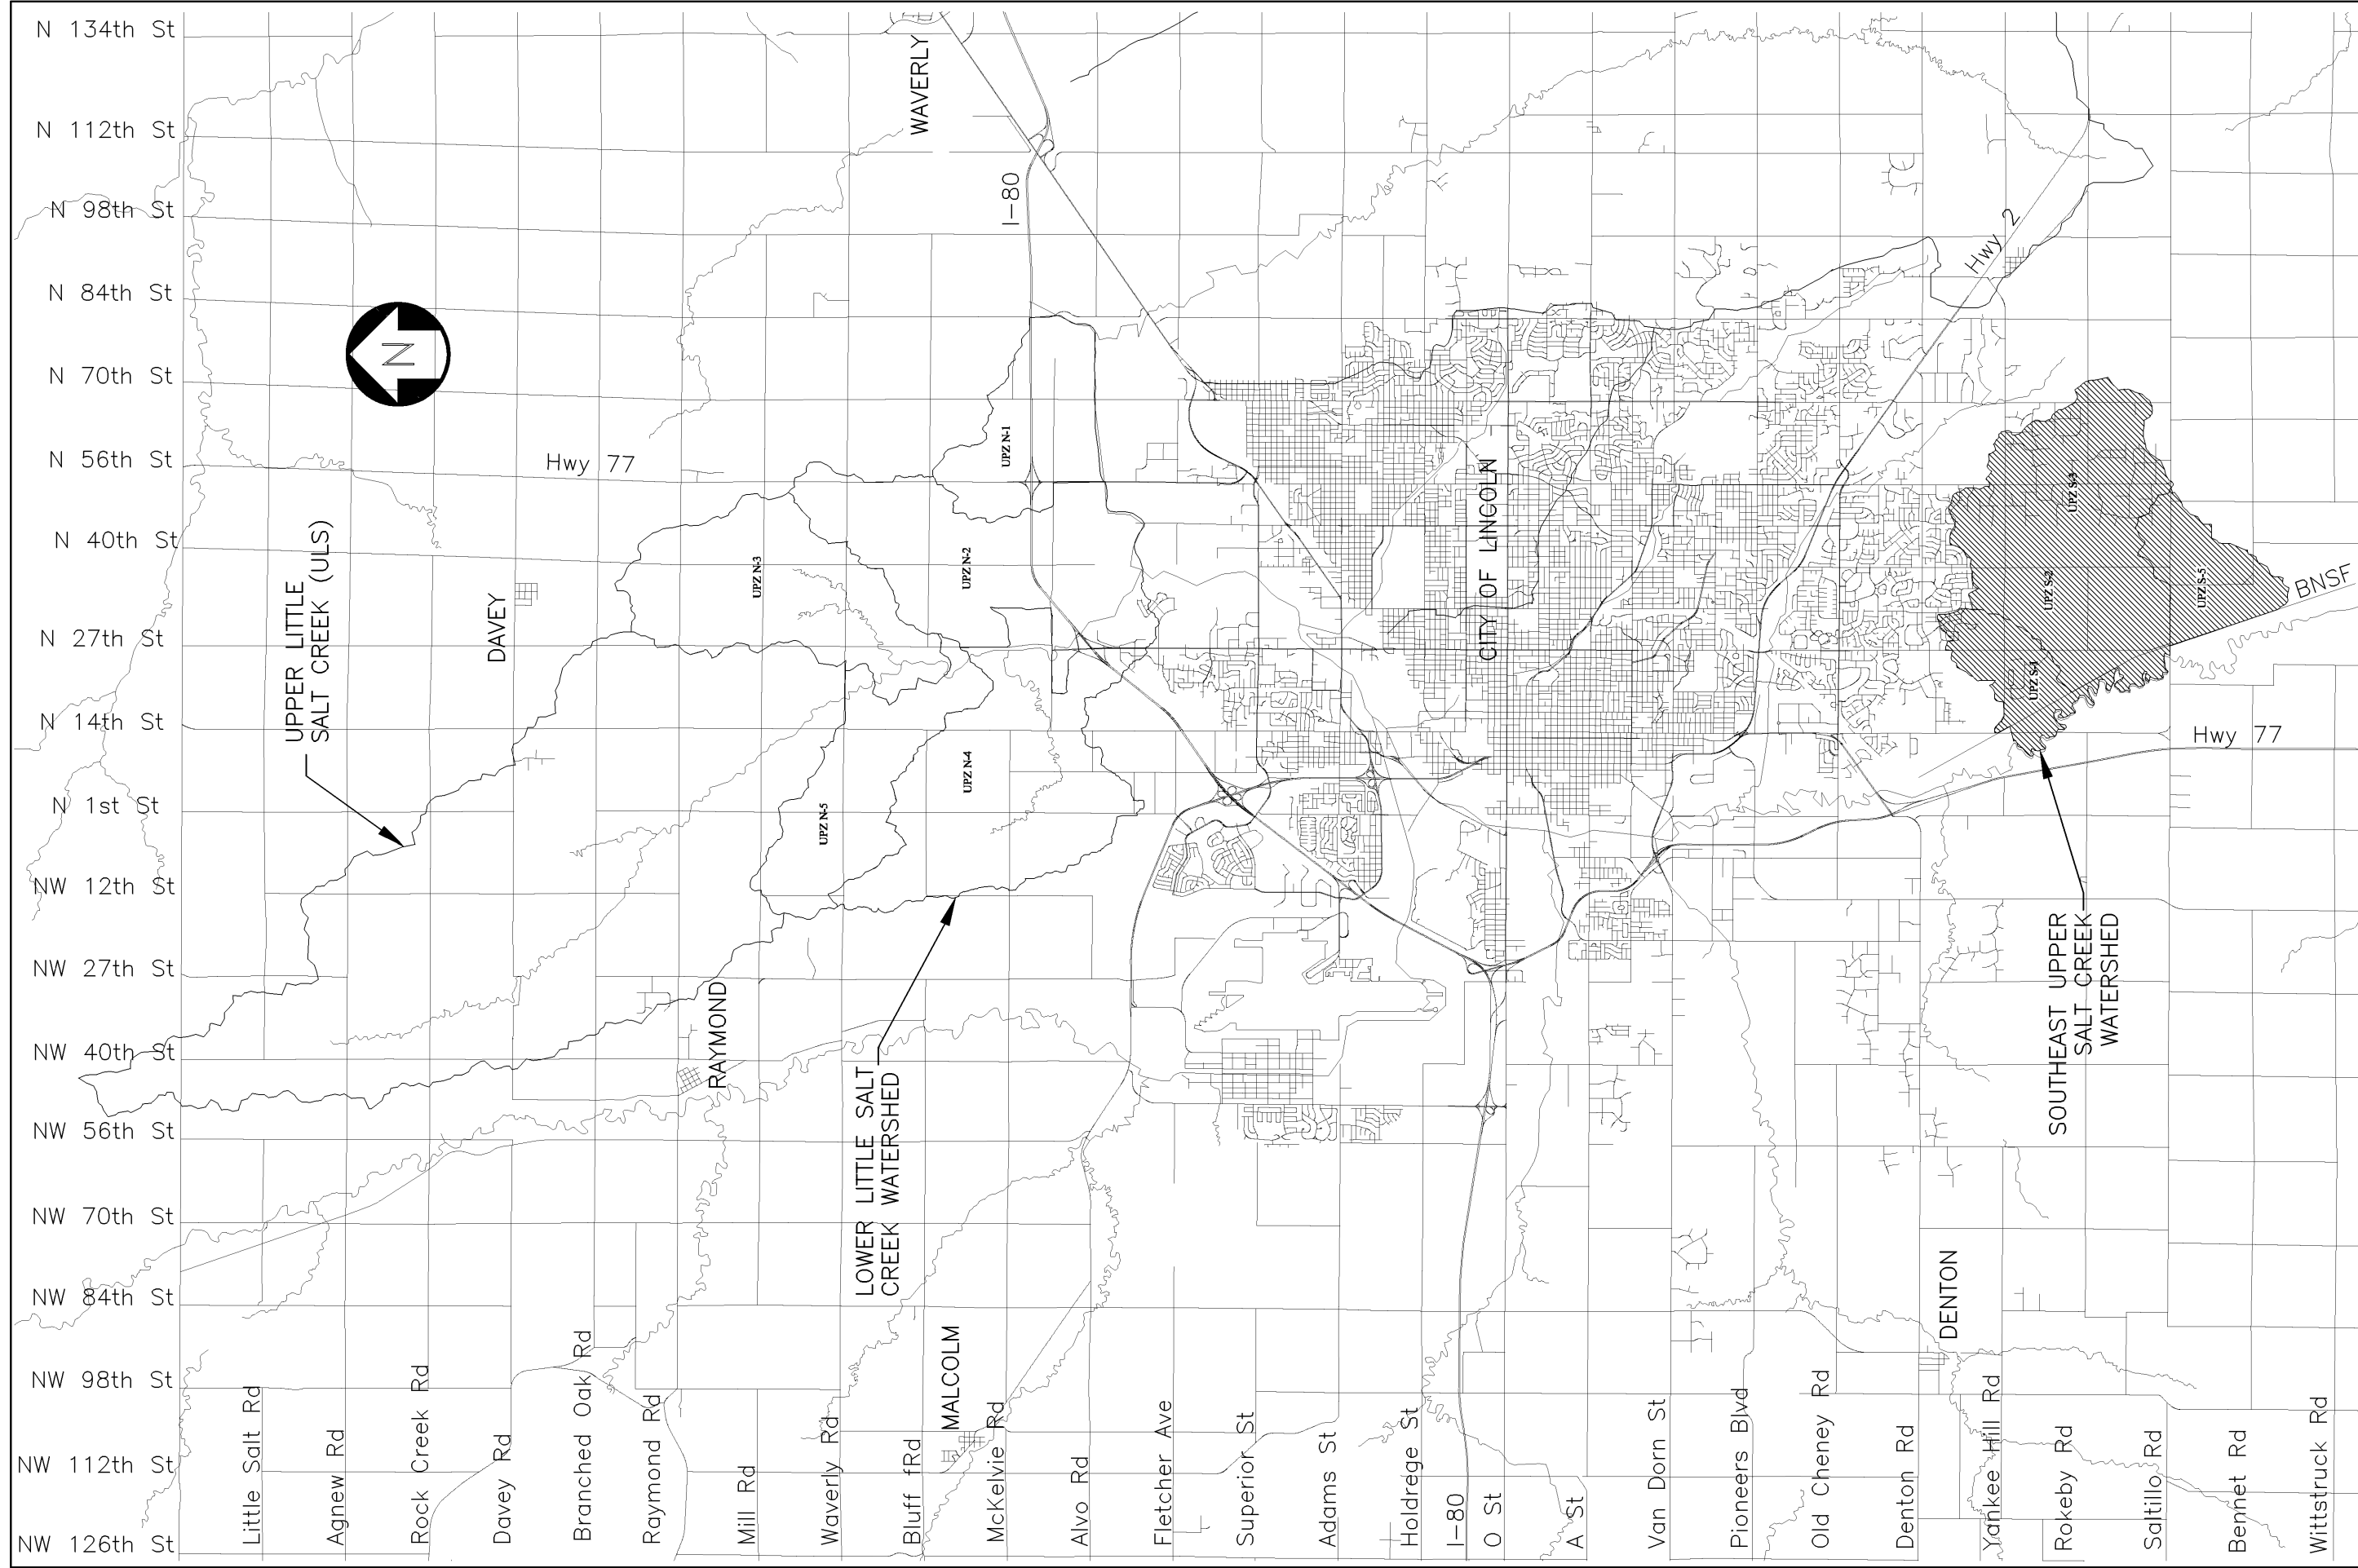 N 134th St
N 112th St
N 98th St
N 84th St
N 70th St
N 56th St
N 40th St
N 27th St
N 14th St
N 1st St
NW 12th St
NW 27th St
NW 40th St
NW 56th St
NW 70th St
NW 84th St
NW 98th St
NW 112th St
NW 126th St
WAVERLY
I-80
Hwy 2
N
Hwy 77
UPZ N-1
UPZ N-2
UPZ N-3
UPZ N-4
UPZ N-5
CITY OF LINCOLN
UPZ S-3
UPZ S-2
UPZ S-5
UPZ S-1
BNSF
Hwy 77
UPPER LITTLE
SALT CREEK (ULS)
DAVEY
RAYMOND
LOWER LITTLE SALT
CREEK WATERSHED
SOUTHEAST UPPER
SALT CREEK
WATERSHED
MALCOLM
DENTON
Little Salt Rd
Agnew Rd
Rock Creek Rd
Davey Rd
Branched Oak Rd
Raymond Rd
Mill Rd
Waverly Rd
Bluff fRd
McKelvie Rd
Alvo Rd
Fletcher Ave
Superior St
Adams St
Holdrege St
I-80
O St
A St
Van Dorn St
Pioneers Blvd
Old Cheney Rd
Denton Rd
Yankee Hill Rd
Rokeby Rd
Saltillo Rd
Bennet Rd
Wittstruck Rd